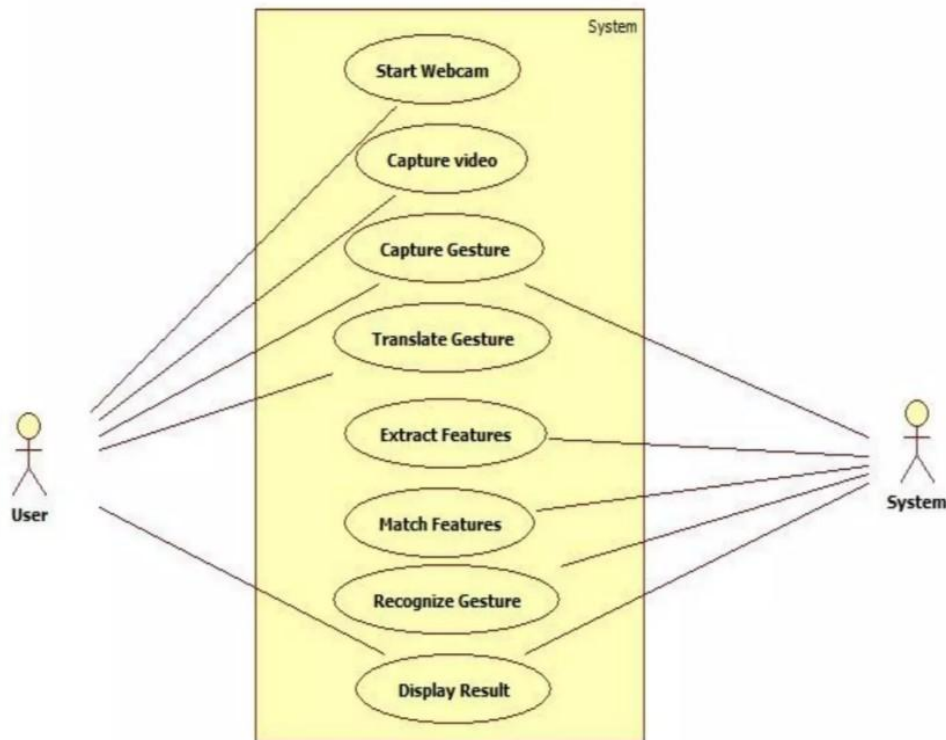 System
Start Webcam
Capture video
Capture Gesture
Translate Gesture
Extract Features
Match Features
Recognize Gesture
Display Result
User
System